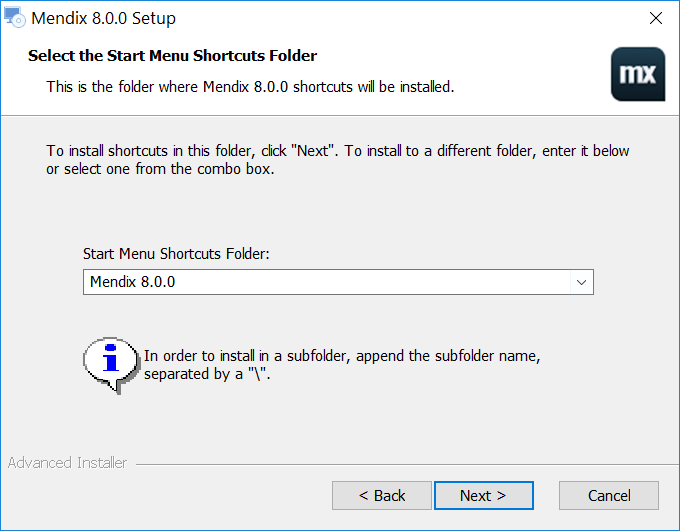 Mendix 8.0.0 Setup
Select the Start Menu Shortcuts Folder
This is the folder where Mendix 8.0.0 shortcuts will be installed.
mx
To install shortcuts in this folder, click "Next". To install to a different folder, enter it below
or select one from the combo box.
Start Menu Shortcuts Folder:
Mendix 8.0.0
In order to install in a subfolder, append the subfolder name,
separated by a "\".
Advanced Installer
< Back
Next >
Cancel